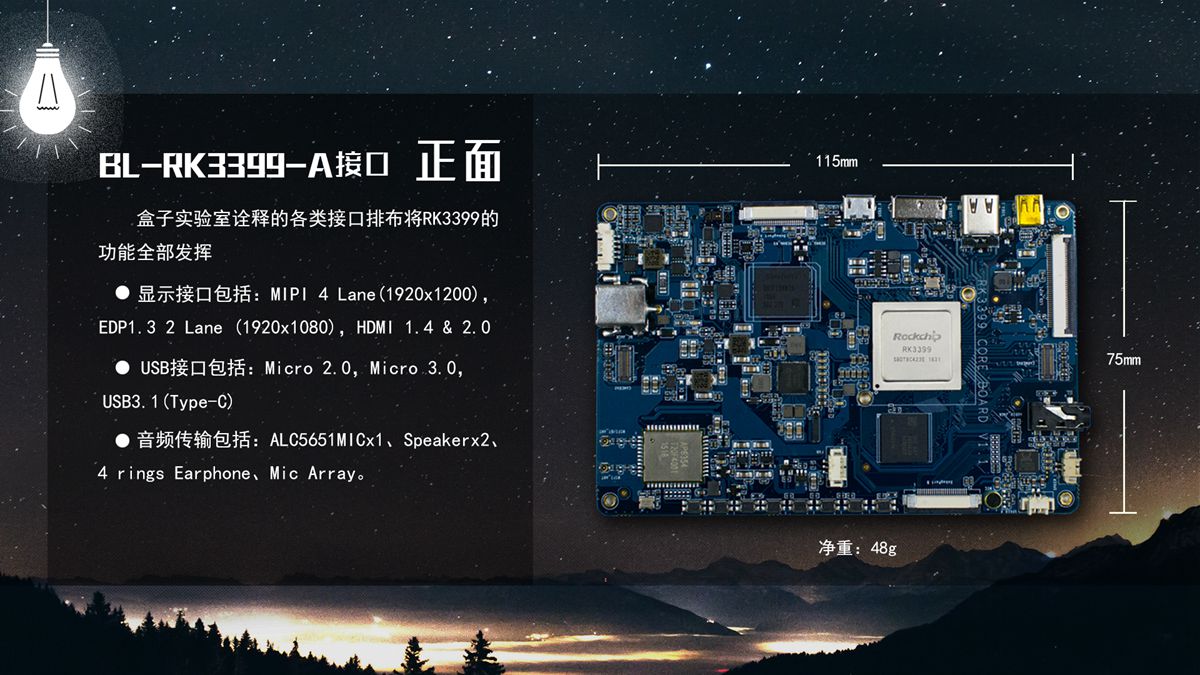 BL-RK3399-A接口 正面
盒子实验室诠释的各类接口排布将RK3399的
功能全部发挥
● 显示接口包括：MIPI 4 Lane(1920x1200)，
EDP1.3 2 Lane (1920x1080)，HDMI 1.4 & 2.0
● USB接口包括：Micro 2.0，Micro 3.0，
USB3.1(Type-C)
● 音频传输包括：ALC5651MICx1、Speakerx2、
4 rings Earphone、Mic Array。
115mm
Rockchip
RK3399
RK3399 CORE BOARD V1.1
AP6354
75mm
净重：48g